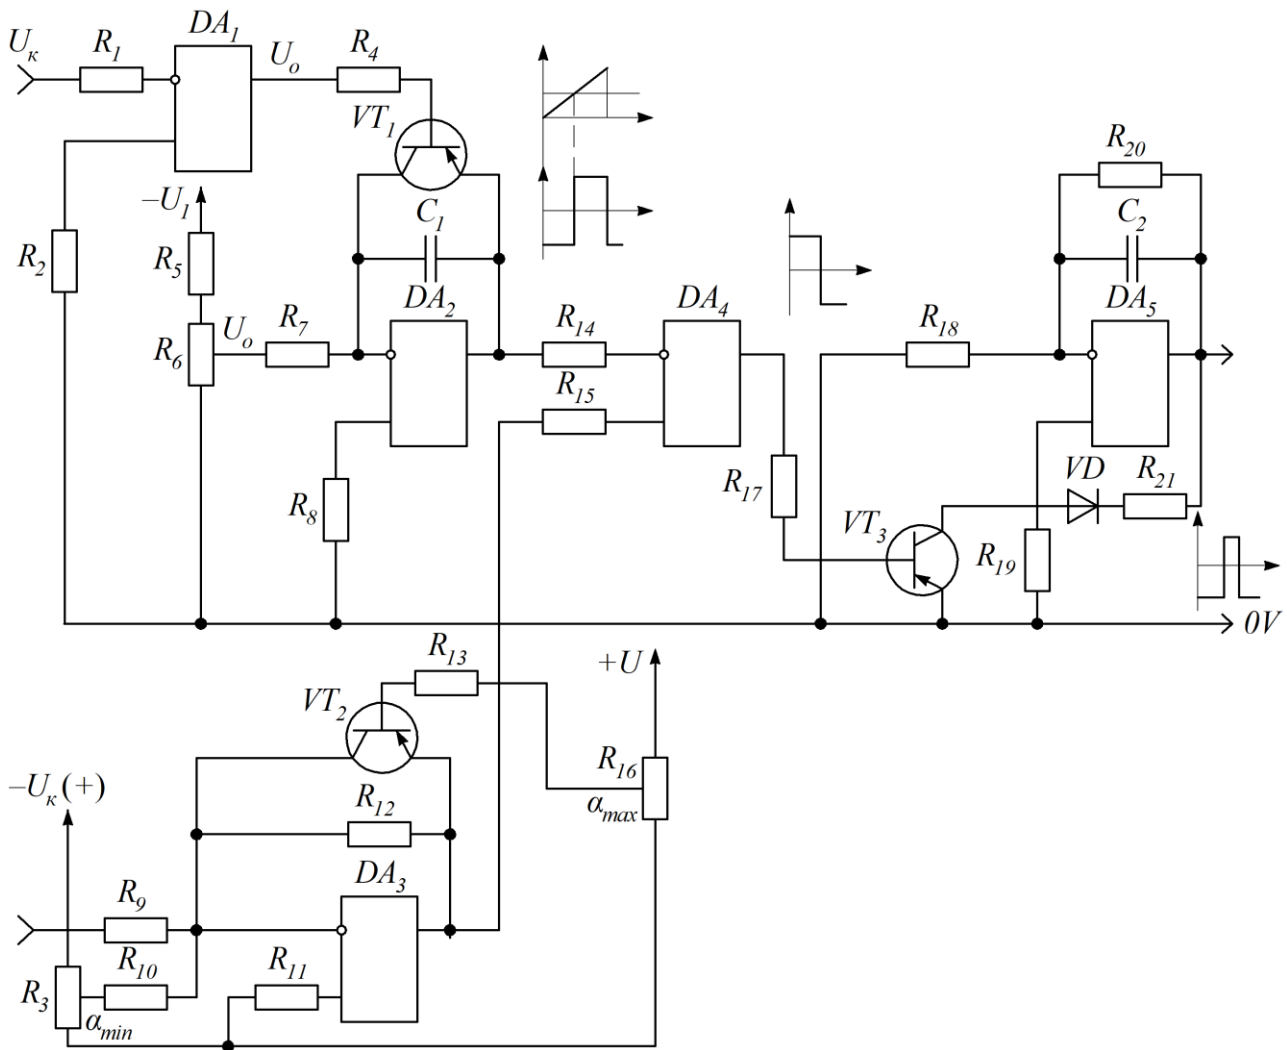 Uк
R1
DA1
Uo
R4
VT1
–U1
C1
R20
C2
R2
R5
R6
Uo
R7
DA2
R14
DA4
R18
DA5
R15
R8
R17
VT3
VD
R21
R19
0V
R13
+U
VT2
R16
αmax
–Uк(+)
R12
DA3
R9
R10
R11
R3
αmin